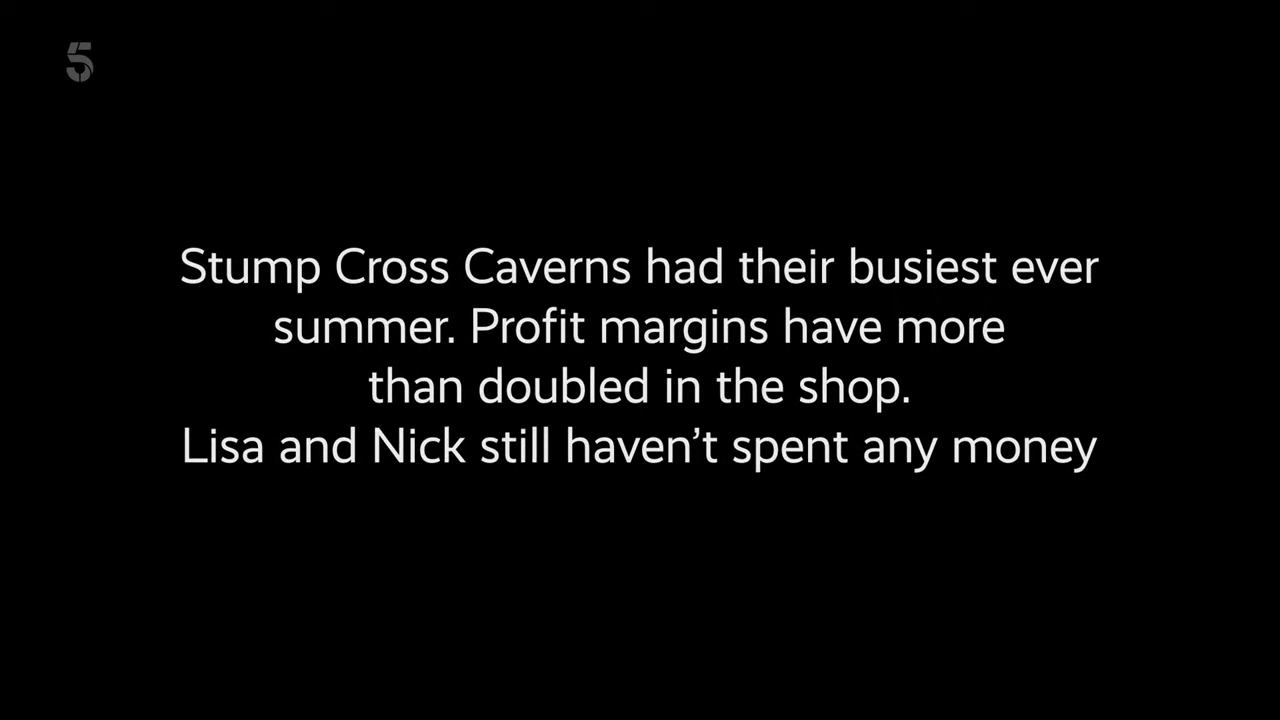 5
Stump Cross Caverns had their busiest ever
summer. Profit margins have more
than doubled in the shop.
Lisa and Nick still haven’t spent any money